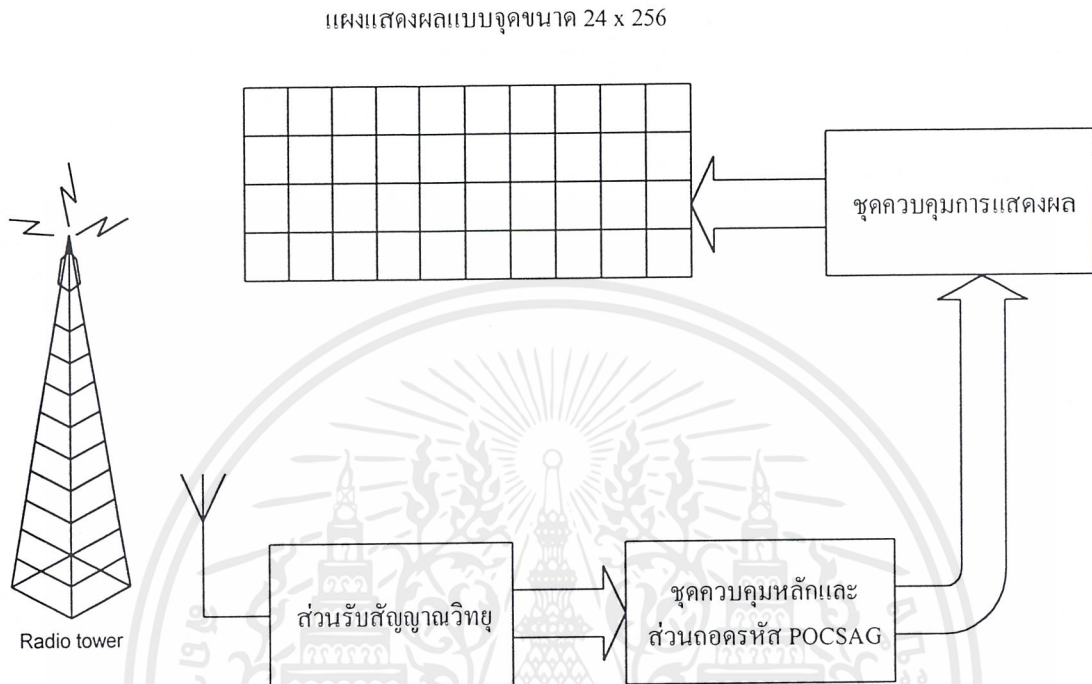 แผงแสดงผลแบบจุดขนาด 24 x 256
ชุดควบคุมการแสดงผล
Radio tower
ส่วนรับสัญญาณวิทยุ
ชุดควบคุมหลักและ
ส่วนถอดรหัส POCSAG